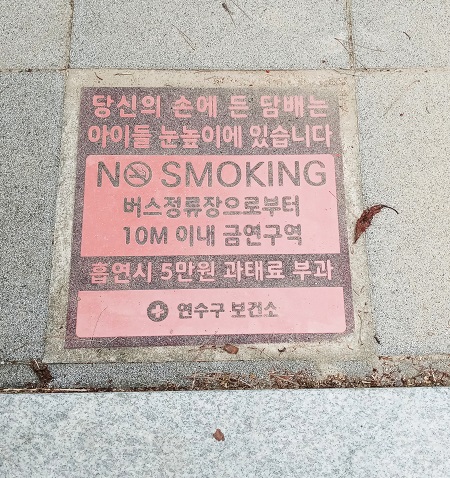 당신의 손에 든 담배는
아이들 눈높이에 있습니다
NO SMOKING
버스정류장으로부터
10M 이내 금연구역
흡연시 5만원 과태료 부과
연수구 보건소